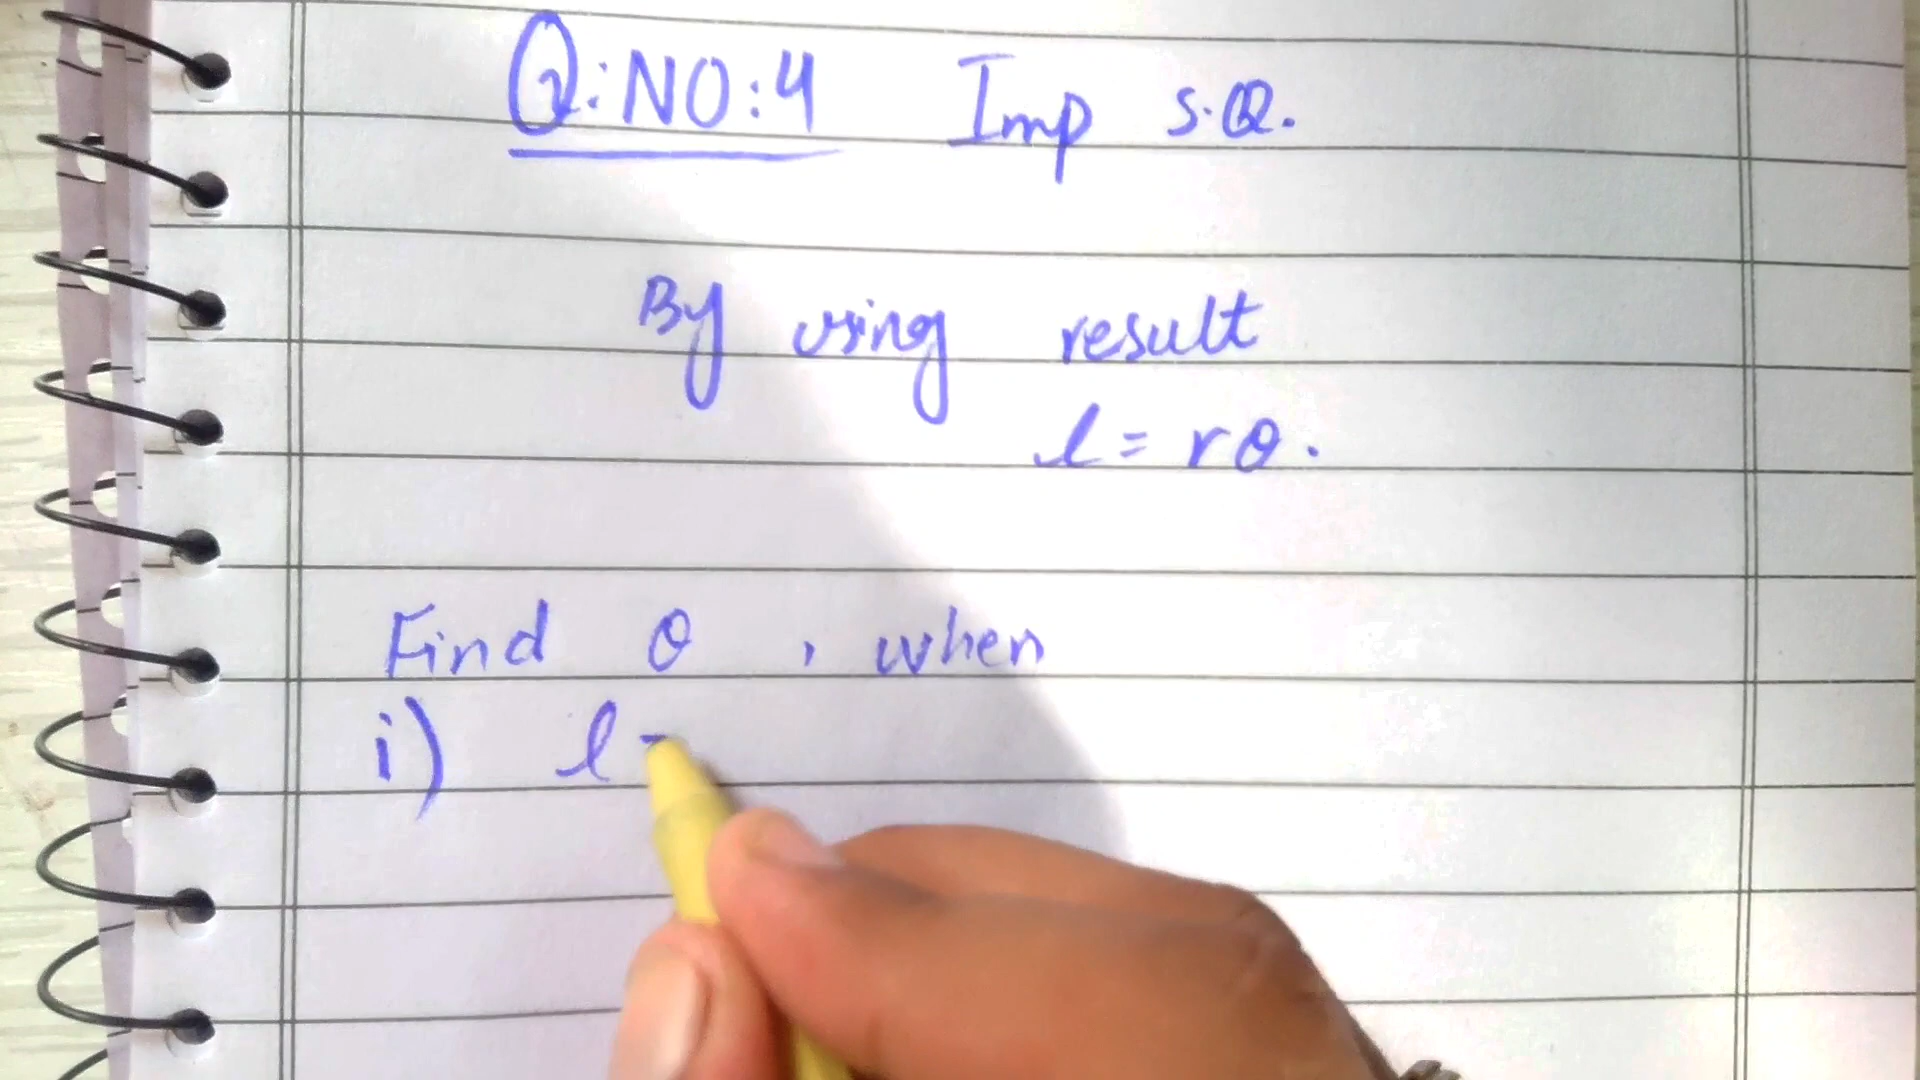 Q:NO:4 Imp S.Q.
By using result
l = rθ.
Find θ , when
i) l =